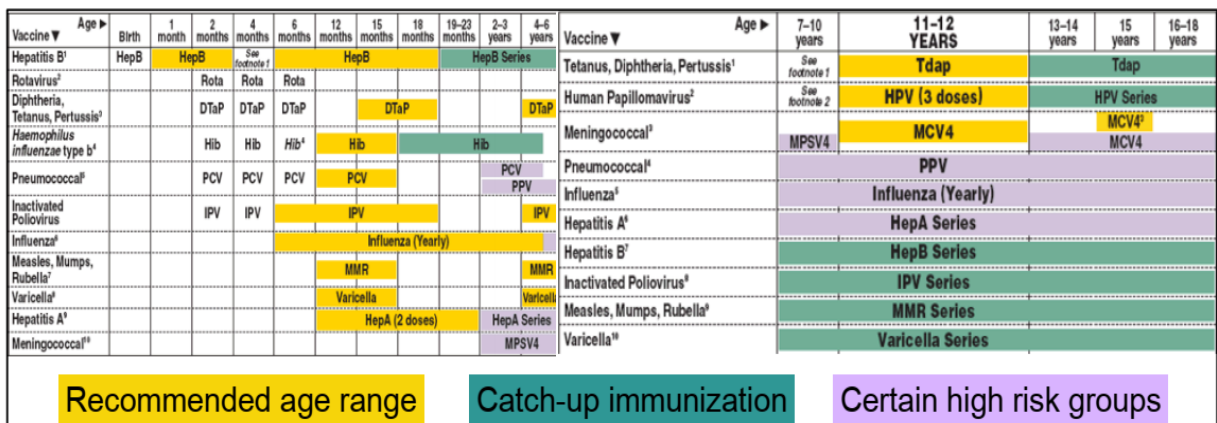 Age ▶
Vaccine ▼ Birth 1 month 2 months 4 months 6 months 12 months 15 months 18 months 19–23 months 2–3 years 4–6 years
Hepatitis B¹ HepB HepB See footnote 1 HepB HepB Series
Rotavirus² Rota Rota Rota
Diphtheria, Tetanus, Pertussis³ DTaP DTaP DTaP DTaP DTaP
Haemophilus influenzae type b⁴ Hib Hib Hib⁴ Hib Hib
Pneumococcal⁵ PCV PCV PCV PCV PCV
PPV
Inactivated Poliovirus IPV IPV IPV IPV
Influenza⁶ Influenza (Yearly)
Measles, Mumps, Rubella⁷ MMR MMR
Varicella⁸ Varicella Varicella
Hepatitis A⁹ HepA (2 doses) HepA Series
Meningococcal¹⁰ MPSV4
Age ▶
Vaccine ▼ 7–10 years 11–12 YEARS 13–14 years 15 years 16–18 years
Tetanus, Diphtheria, Pertussis¹ See footnote 1 Tdap Tdap
Human Papillomavirus² See footnote 2 HPV (3 doses) HPV Series
Meningococcal³ MPSV4 MCV4 MCV4³
MCV4
Pneumococcal⁴ PPV
Influenza⁵ Influenza (Yearly)
Hepatitis A⁶ HepA Series
Hepatitis B⁷ HepB Series
Inactivated Poliovirus⁸ IPV Series
Measles, Mumps, Rubella⁹ MMR Series
Varicella¹⁰ Varicella Series
Recommended age range
Catch-up immunization
Certain high risk groups